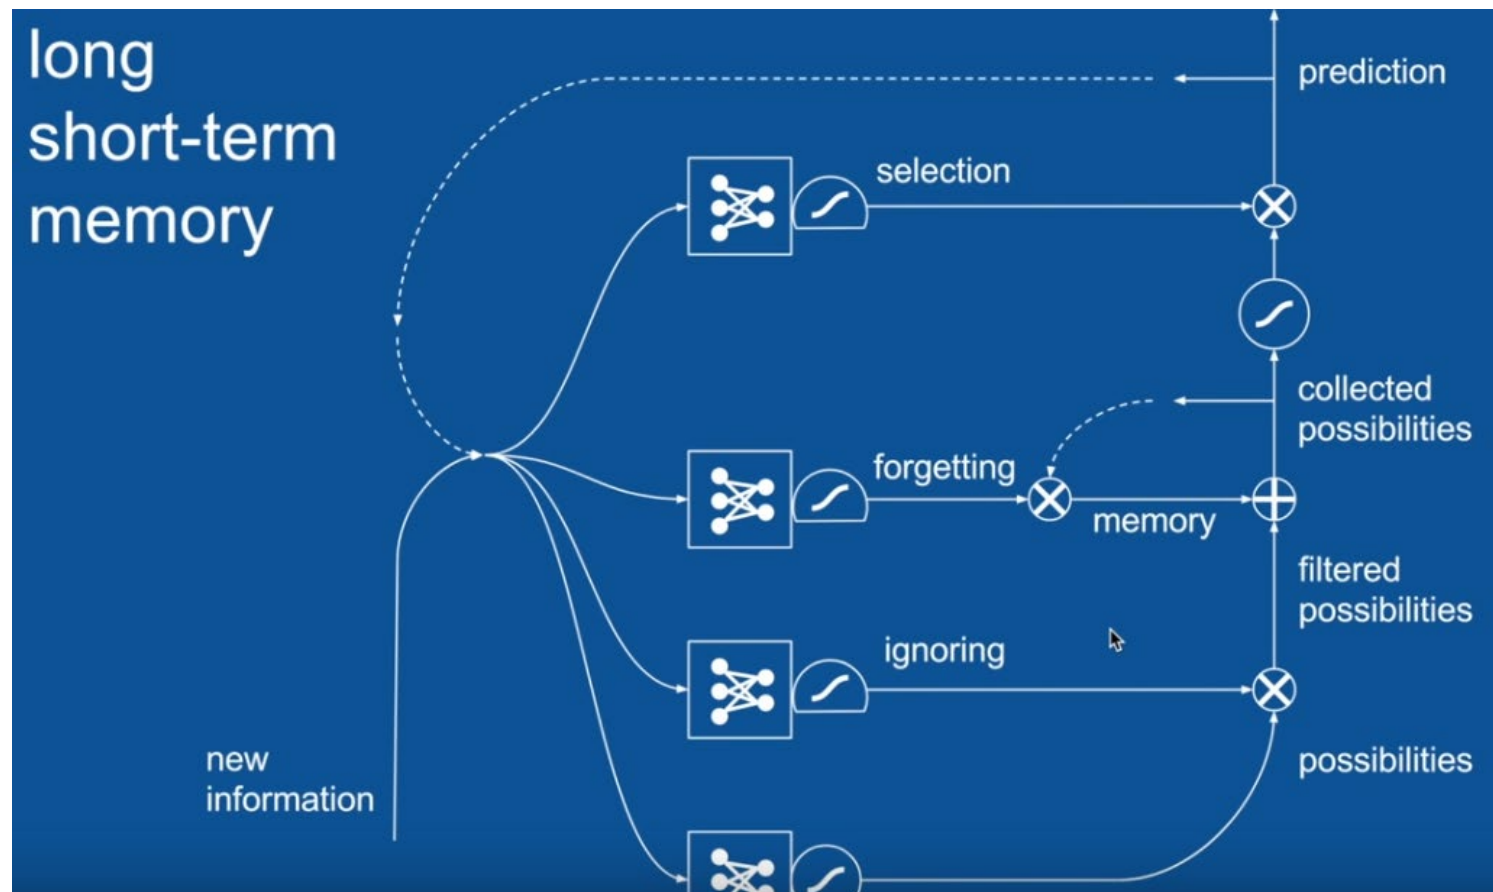 long
short-term
memory
prediction
selection
collected
possibilities
forgetting
memory
filtered
possibilities
ignoring
new
information
possibilities